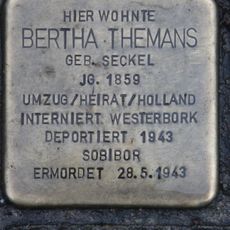 HIER WOHNTE
BERTHA THEMANS
GEB. SECKEL
JG. 1859
UMZUG/HEIRAT/HOLLAND
INTERNIERT WESTERBORK
DEPORTIERT 1943
SOBIBOR
ERMORDET 28.5.1943